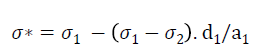 σ∗ = σ₁ − (σ₁ − σ₂). d₁/a₁